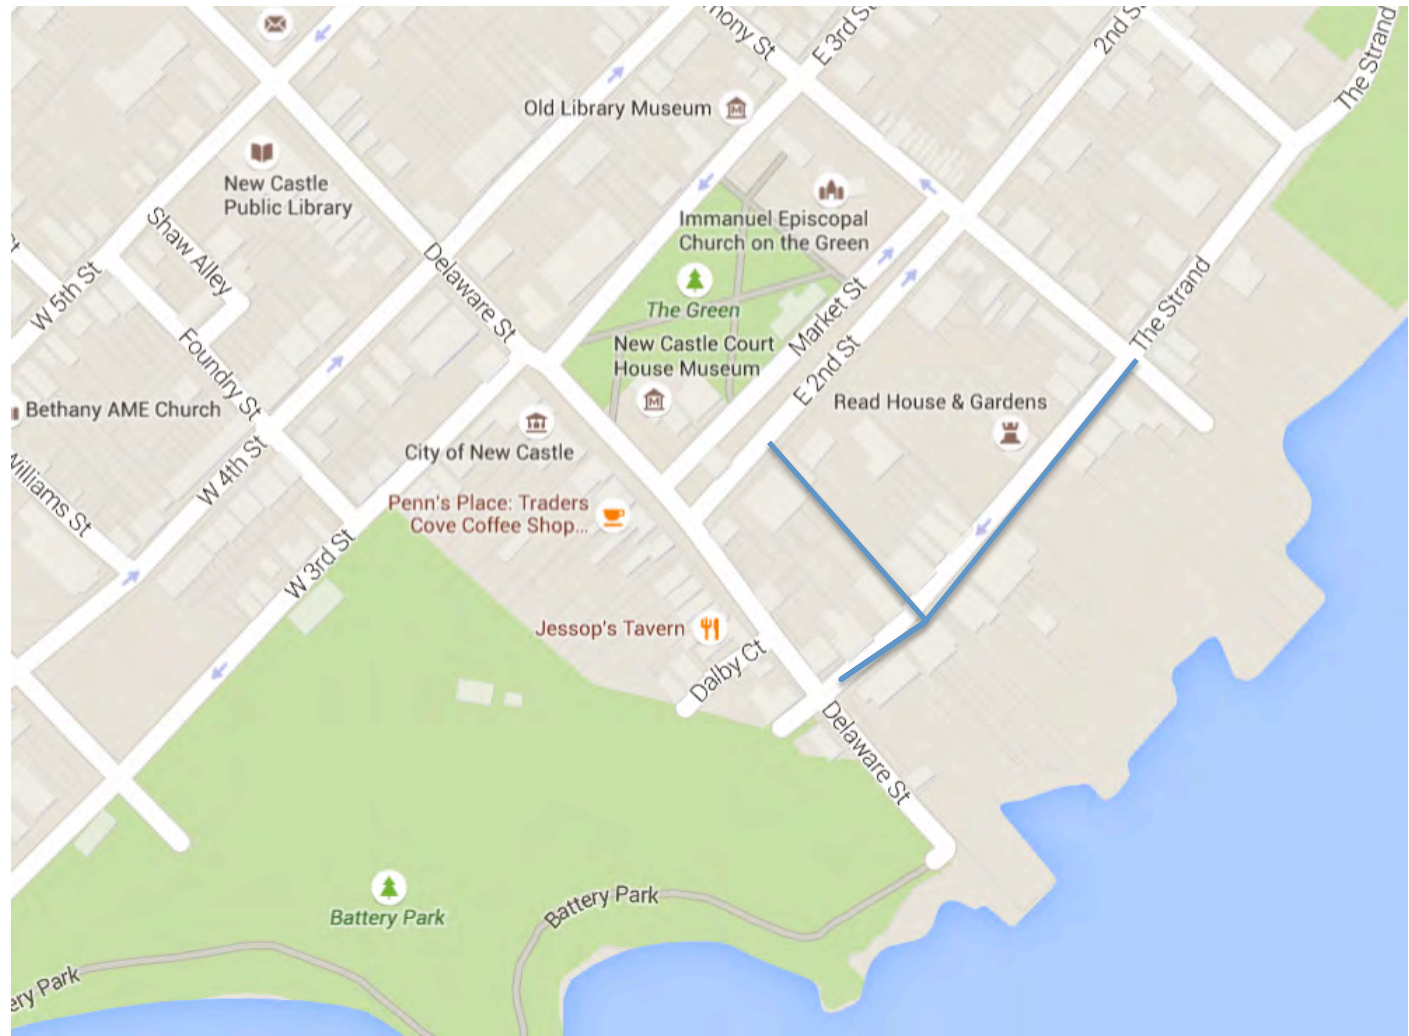 E 3rd St
2nd St
The Strand
Old Library Museum
New Castle
Public Library
Immanuel Episcopal
Church on the Green
Shaw Alley
Delaware St
The Strand
W 5th St
The Green
Market St
New Castle Court
House Museum
E 2nd St
Foundry St
Bethany AME Church
Read House & Gardens
City of New Castle
W 4th St
Penn's Place: Traders
Cove Coffee Shop...
Williams St
W 3rd St
Jessop's Tavern
Dalby Ct
Delaware St
Battery Park
Battery Park
Park